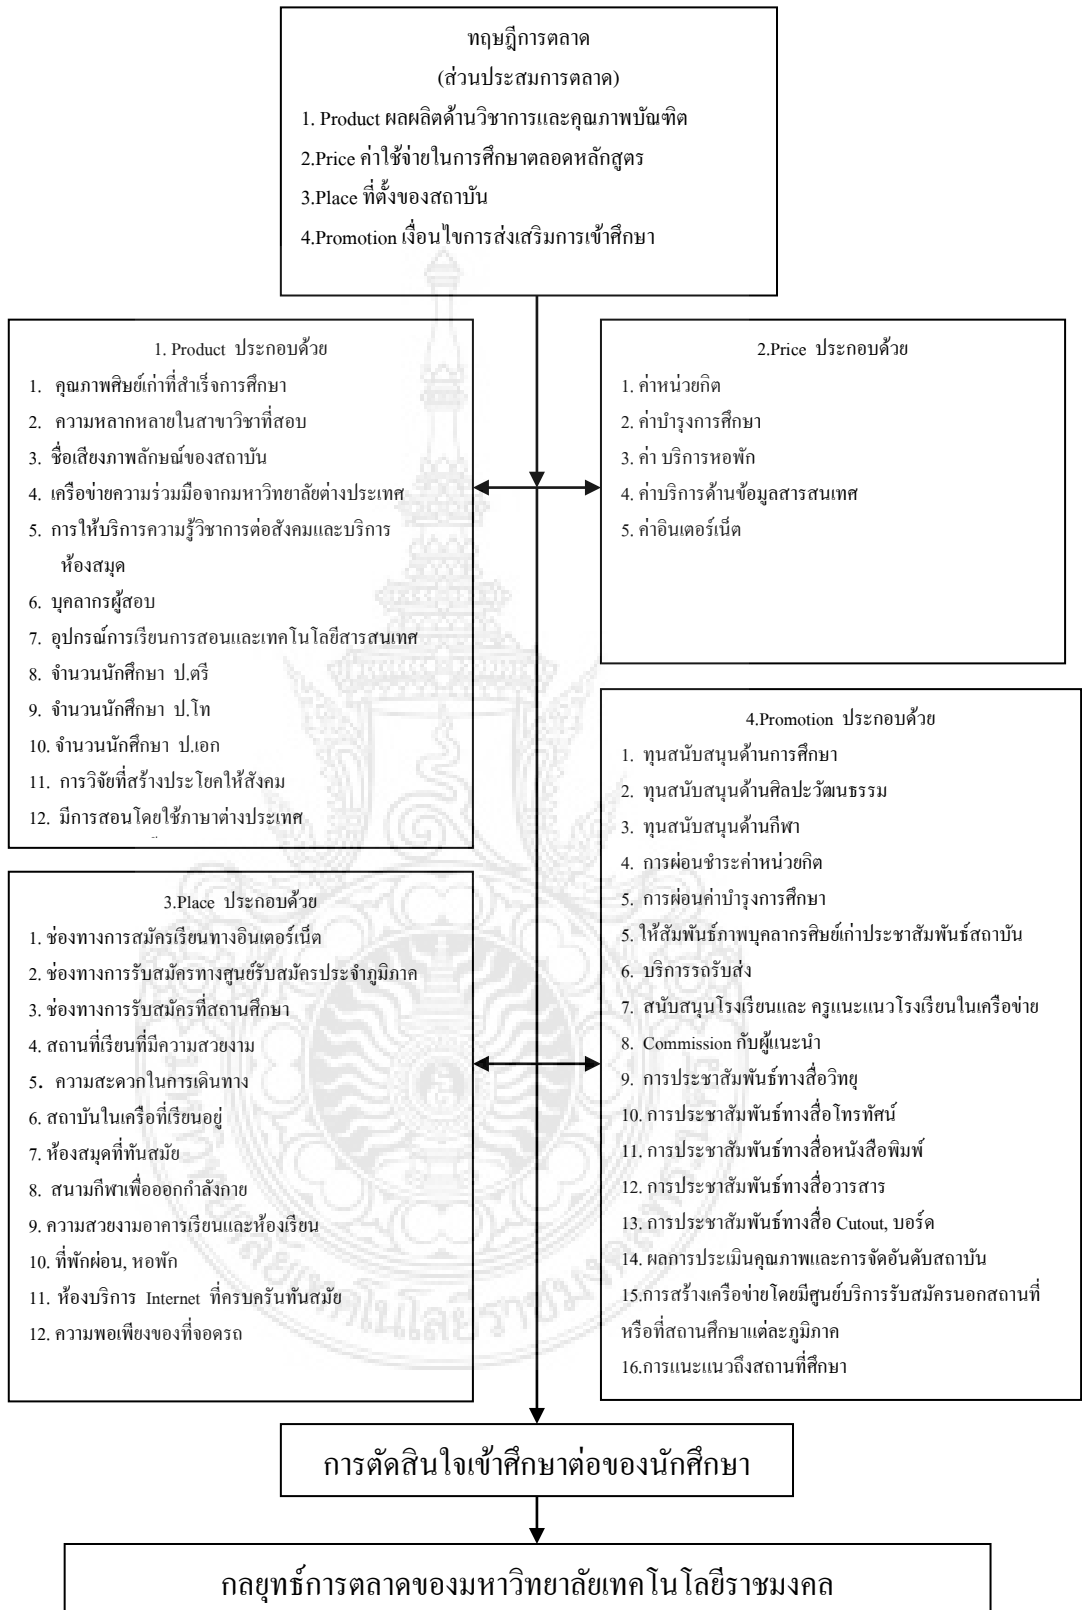 ทฤษฎีการตลาด
(ส่วนประสมการตลาด)
1. Product ผลผลิตด้านวิชาการและคุณภาพบัณฑิต
2.Price ค่าใช้จ่ายในการศึกษาตลอดหลักสูตร
3.Place ที่ตั้งของสถาบัน
4.Promotion เงื่อนไขการส่งเสริมการเข้าศึกษา
1. Product ประกอบด้วย
1. คุณภาพศิษย์เก่าที่สำเร็จการศึกษา
2. ความหลากหลายในสาขาวิชาที่สอบ
3. ชื่อเสียงภาพลักษณ์ของสถาบัน
4. เครือข่ายความร่วมมือจากมหาวิทยาลัยต่างประเทศ
5. การให้บริการความรู้วิชาการต่อสังคมและบริการ
ห้องสมุด
6. บุคลากรผู้สอบ
7. อุปกรณ์การเรียนการสอนและเทคโนโลยีสารสนเทศ
8. จำนวนนักศึกษา ป.ตรี
9. จำนวนนักศึกษา ป.โท
10. จำนวนนักศึกษา ป.เอก
11. การวิจัยที่สร้างประโยคให้สังคม
12. มีการสอนโดยใช้ภาษาต่างประเทศ
2.Price ประกอบด้วย
1. ค่าหน่วยกิต
2. ค่าบำรุงการศึกษา
3. ค่า บริการหอพัก
4. ค่าบริการด้านข้อมูลสารสนเทศ
5. ค่าอินเตอร์เน็ต
3.Place ประกอบด้วย
1. ช่องทางการสมัครเรียนทางอินเตอร์เน็ต
2. ช่องทางการรับสมัครทางศูนย์รับสมัครประจำภูมิภาค
3. ช่องทางการรับสมัครที่สถานศึกษา
4. สถานที่เรียนที่มีความสวยงาม
5. ความสะดวกในการเดินทาง
6. สถาบันในเครือที่เรียนอยู่
7. ห้องสมุดที่ทันสมัย
8. สนามกีฬาเพื่อออกกำลังกาย
9. ความสวยงามอาคารเรียนและห้องเรียน
10. ที่พักผ่อน, หอพัก
11. ห้องบริการ Internet ที่ครบครันทันสมัย
12. ความพอเพียงของที่จอดรถ
4.Promotion ประกอบด้วย
1. ทุนสนับสนุนด้านการศึกษา
2. ทุนสนับสนุนด้านศิลปะวัฒนธรรม
3. ทุนสนับสนุนด้านกีฬา
4. การผ่อนชำระค่าหน่วยกิต
5. การผ่อนค่าบำรุงการศึกษา
5. ให้สัมพันธ์ภาพบุคลากรศิษย์เก่าประชาสัมพันธ์สถาบัน
6. บริการรถรับส่ง
7. สนับสนุนโรงเรียนและ ครูแนะแนวโรงเรียนในเครือข่าย
8. Commission กับผู้แนะนำ
9. การประชาสัมพันธ์ทางสื่อวิทยุ
10. การประชาสัมพันธ์ทางสื่อโทรทัศน์
11. การประชาสัมพันธ์ทางสื่อหนังสือพิมพ์
12. การประชาสัมพันธ์ทางสื่อวารสาร
13. การประชาสัมพันธ์ทางสื่อ Cutout, บอร์ด
14. ผลการประเมินคุณภาพและการจัดอันดับสถาบัน
15.การสร้างเครือข่ายโดยมีศูนย์บริการรับสมัครนอกสถานที่
หรือที่สถานศึกษาแต่ละภูมิภาค
16.การแนะแนวถึงสถานที่ศึกษา
การตัดสินใจเข้าศึกษาต่อของนักศึกษา
กลยุทธ์การตลาดของมหาวิทยาลัยเทคโนโลยีราชมงคล